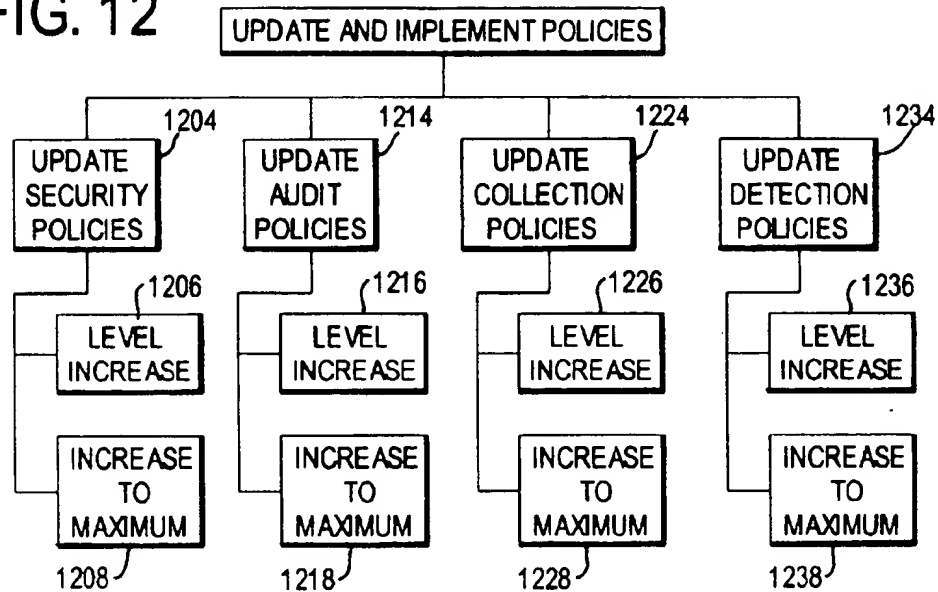 FIG. 12
UPDATE AND IMPLEMENT POLICIES
1204
UPDATE
SECURITY
POLICIES
1214
UPDATE
AUDIT
POLICIES
1224
UPDATE
COLLECTION
POLICIES
1234
UPDATE
DETECTION
POLICIES
1206
LEVEL
INCREASE
1216
LEVEL
INCREASE
1226
LEVEL
INCREASE
1236
LEVEL
INCREASE
INCREASE
TO
MAXIMUM
1208
INCREASE
TO
MAXIMUM
1218
INCREASE
TO
MAXIMUM
1228
INCREASE
TO
MAXIMUM
1238